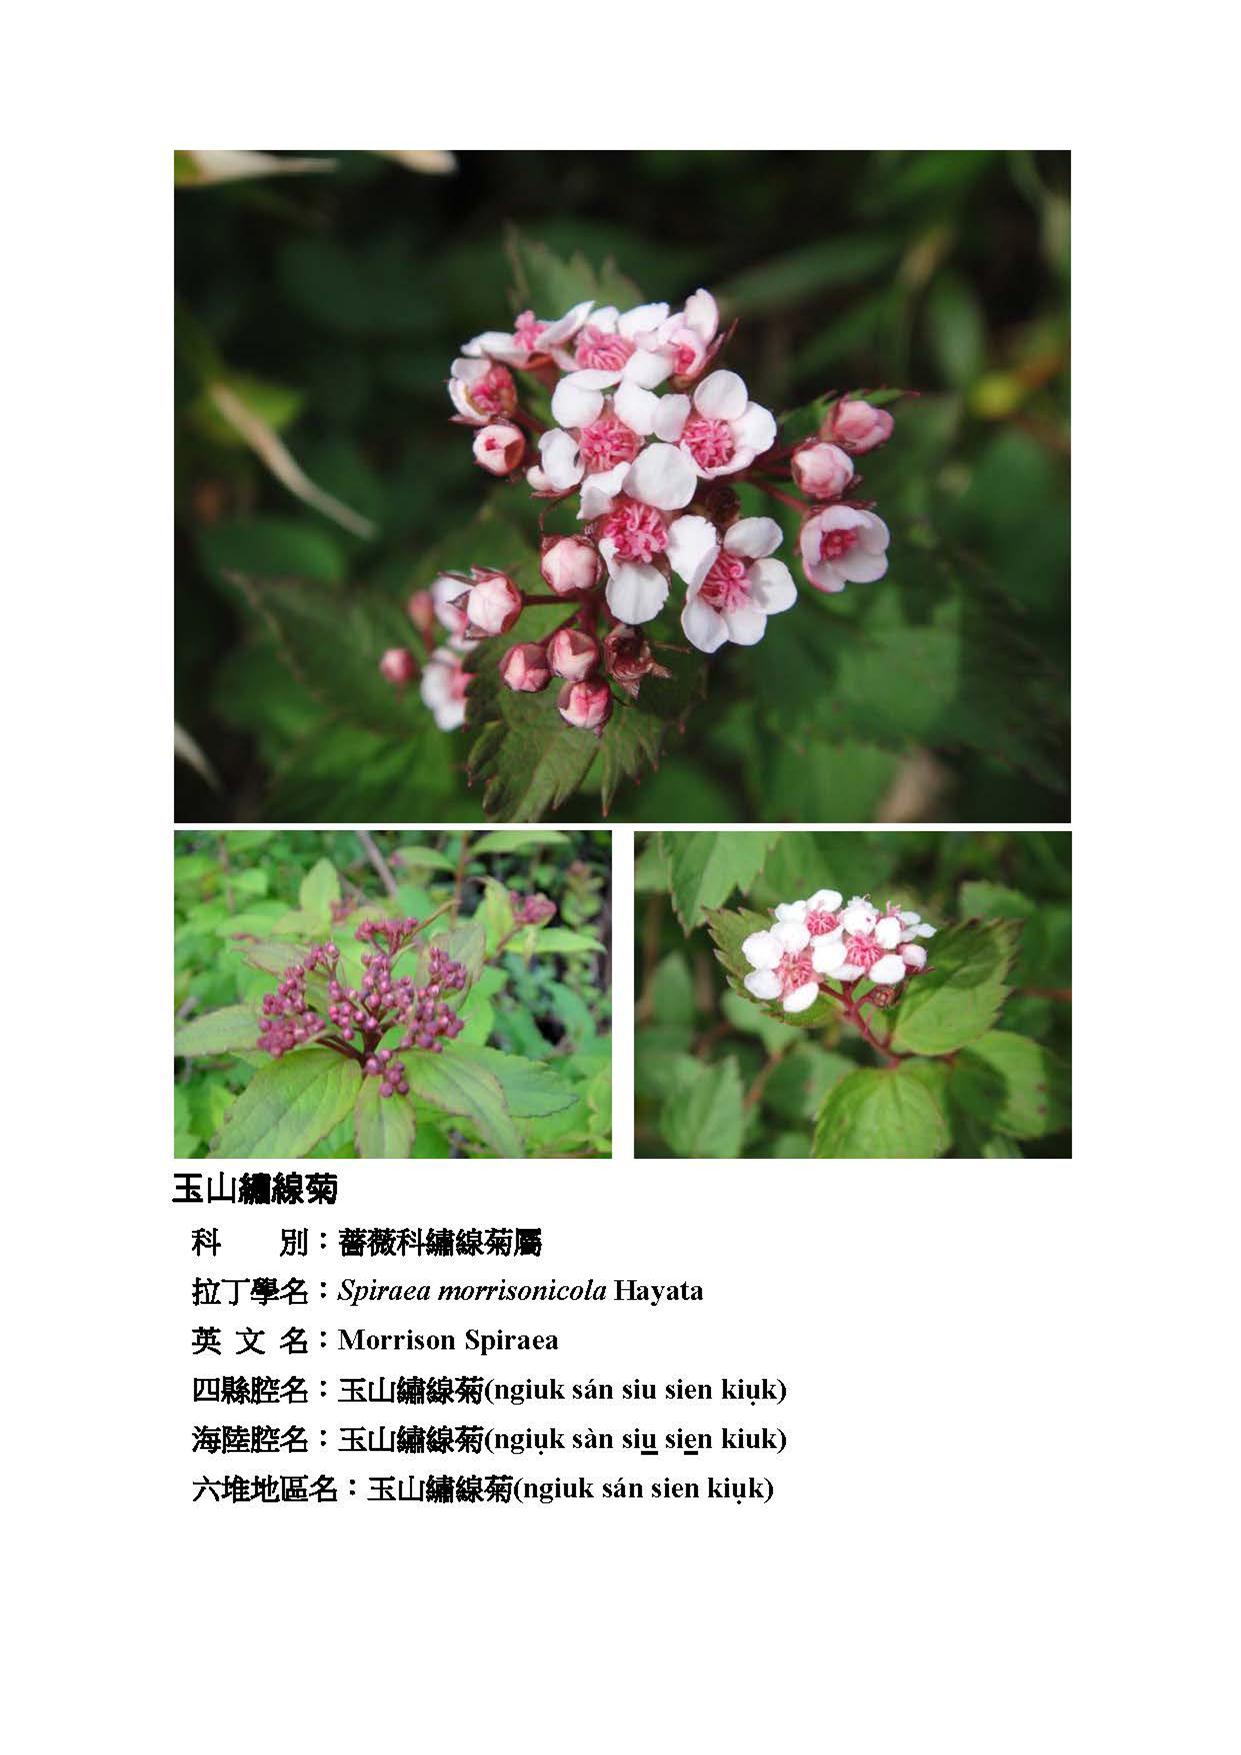 玉山繡線菊
科　　別：薔薇科繡線菊屬
拉丁學名：Spiraea morrisonicola Hayata
英 文 名：Morrison Spiraea
四縣腔名：玉山繡線菊(ngiuk sán siu sien kiụk)
海陸腔名：玉山繡線菊(ngiụk sàn siu̲ sie̲n kiuk)
六堆地區名：玉山繡線菊(ngiuk sán sien kiụk)